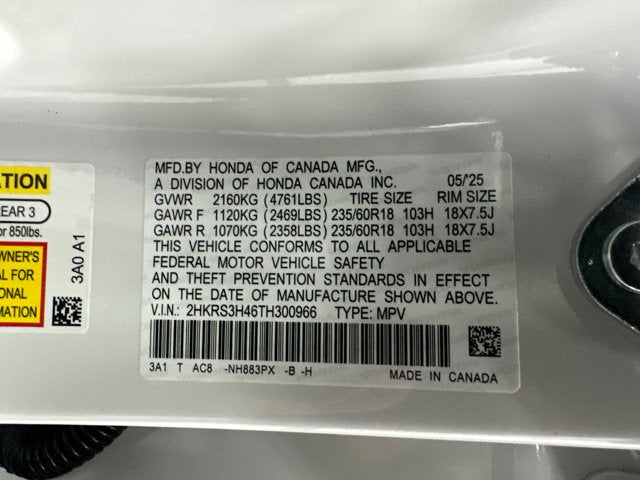 TION
REAR 3
r 850lbs.
WNER'S
AL FOR
ONAL
MATION
3A0 A1
MFD.BY HONDA OF CANADA MFG.,
A DIVISION OF HONDA CANADA INC. 05/'25
GVWR 2160KG (4761LBS) TIRE SIZE RIM SIZE
GAWR F 1120KG (2469LBS) 235/60R18 103H 18X7.5J
GAWR R 1070KG (2358LBS) 235/60R18 103H 18X7.5J
THIS VEHICLE CONFORMS TO ALL APPLICABLE
FEDERAL MOTOR VEHICLE SAFETY
AND THEFT PREVENTION STANDARDS IN EFFECT
ON THE DATE OF MANUFACTURE SHOWN ABOVE.
V.I.N.: 2HKRS3H46TH300966 TYPE: MPV
3A1 T AC8 -NH883PX -B -H
MADE IN CANADA